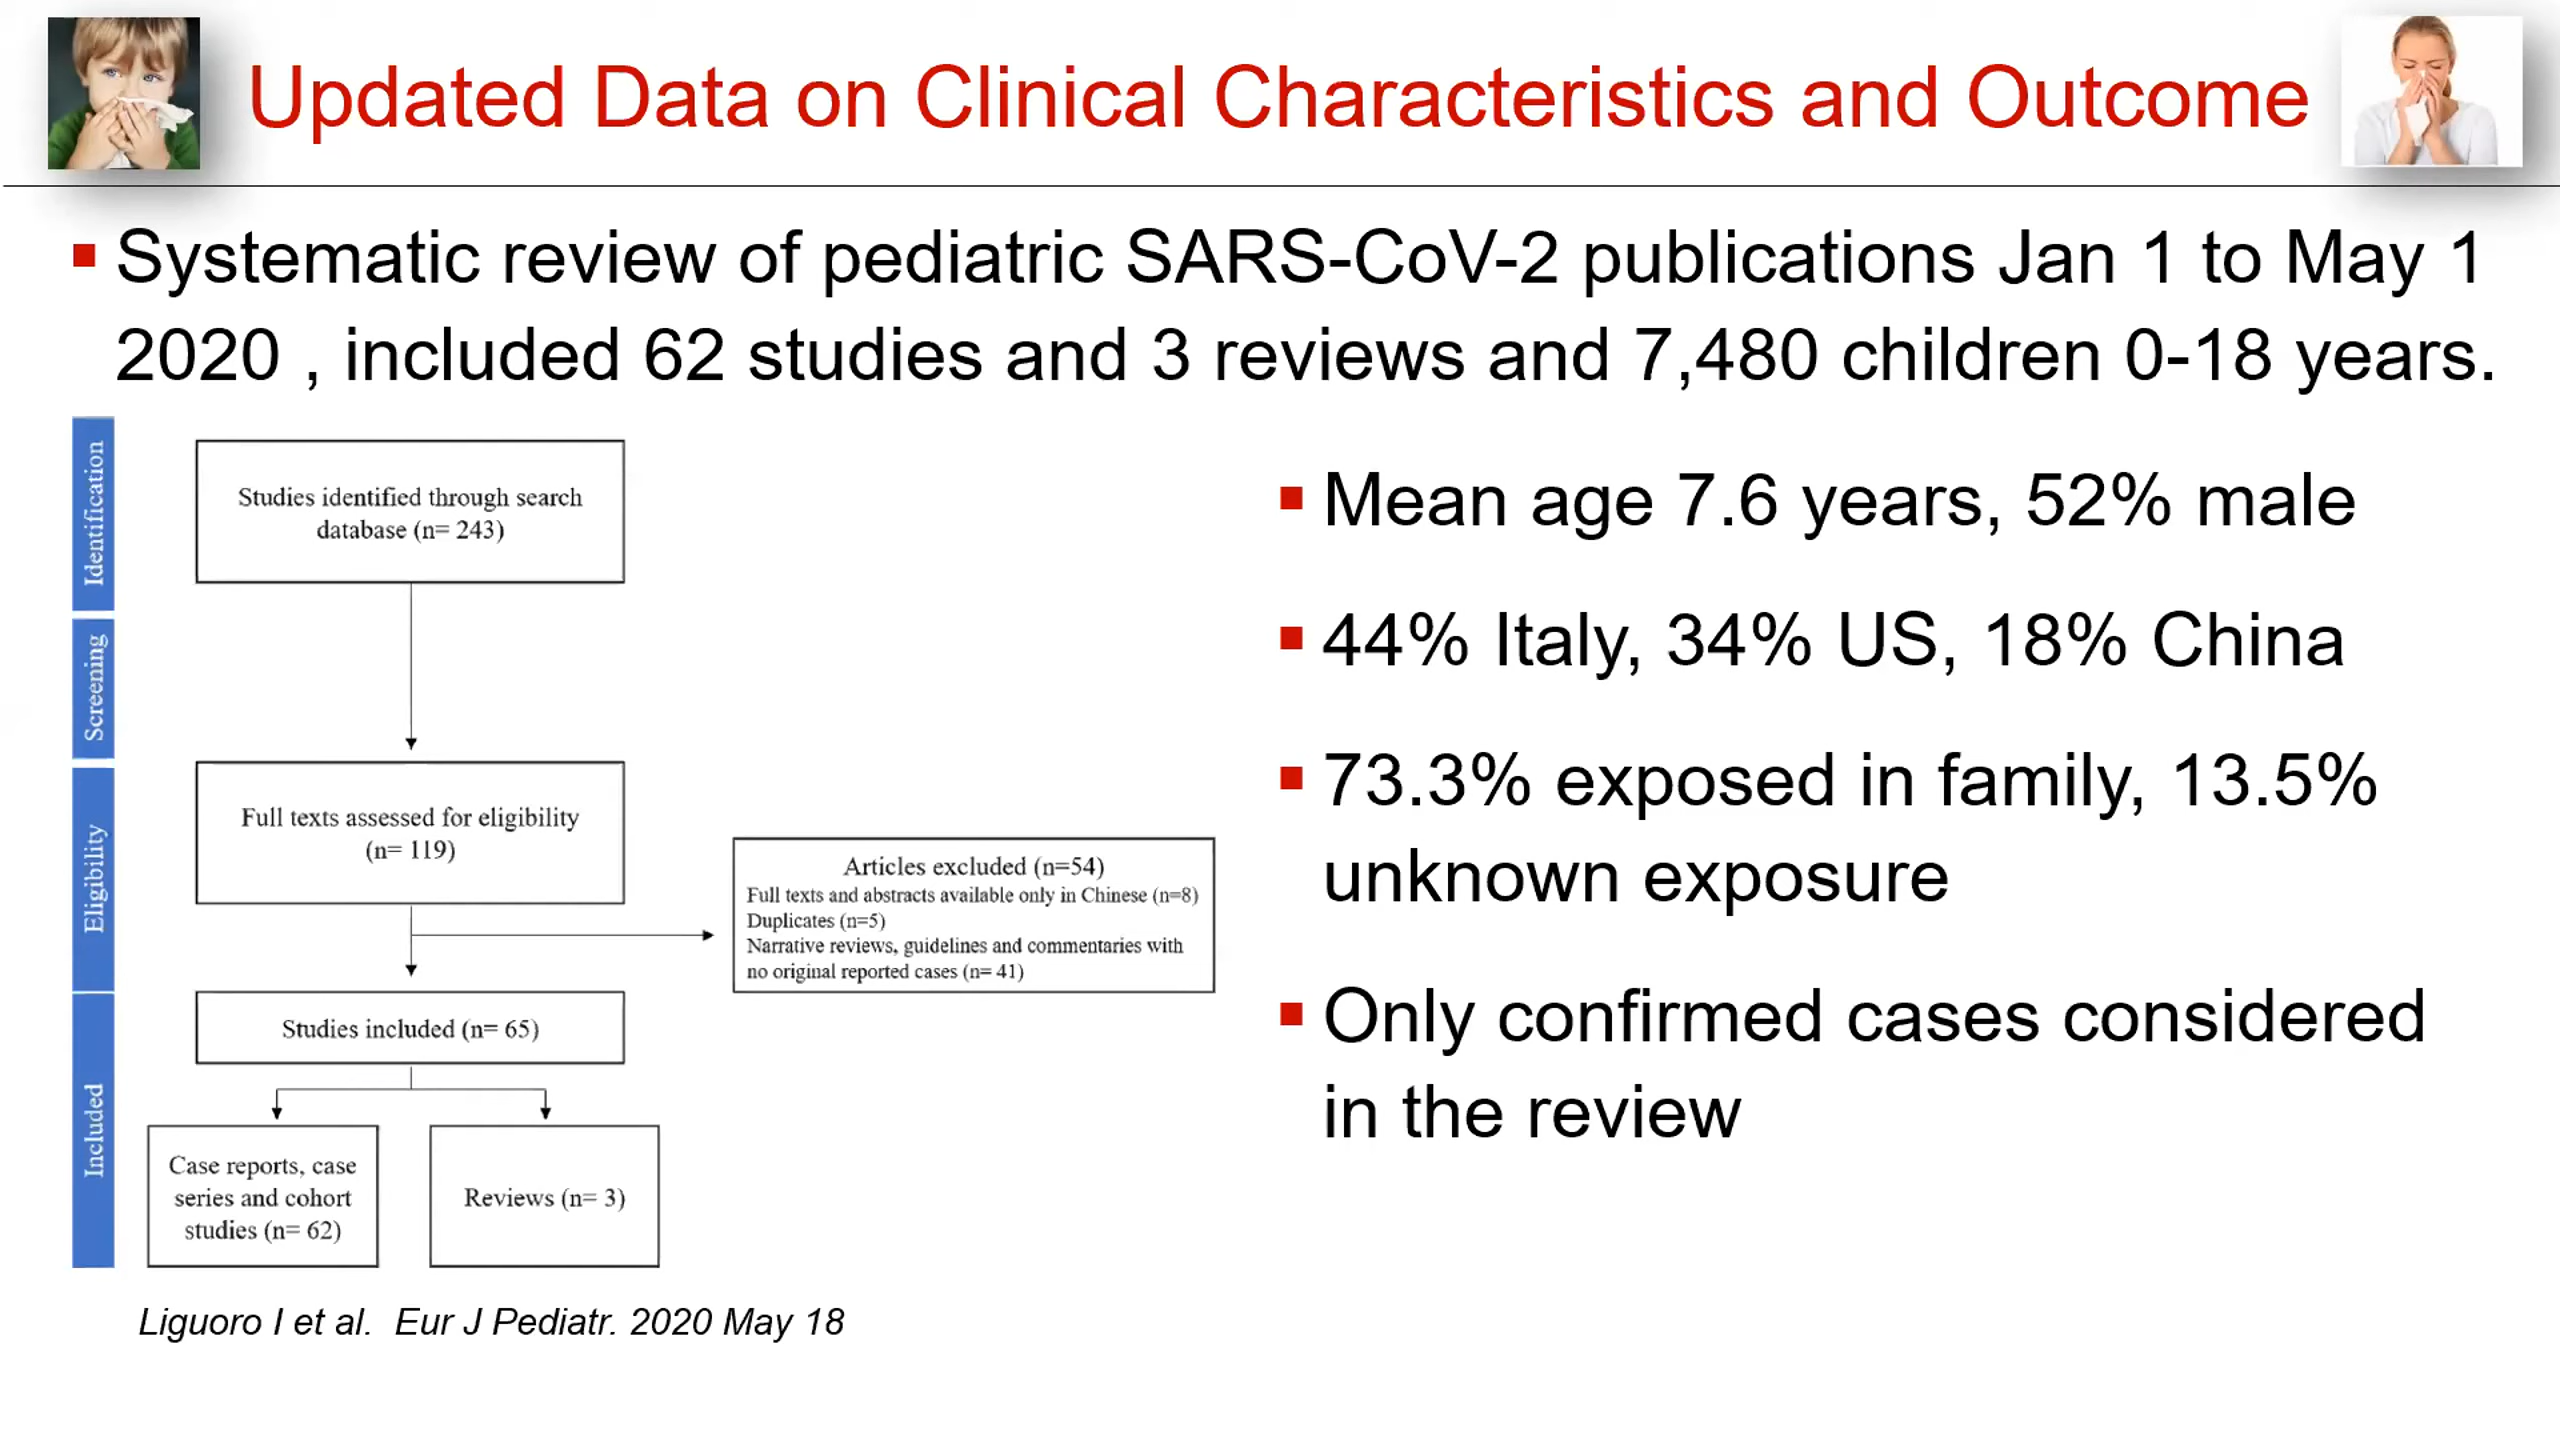 Updated Data on Clinical Characteristics and Outcome
▪ Systematic review of pediatric SARS-CoV-2 publications Jan 1 to May 1
2020 , included 62 studies and 3 reviews and 7,480 children 0-18 years.
Identification
Screening
Eligibility
Included
Studies identified through search
database (n= 243)
Full texts assessed for eligibility
(n= 119)
Articles excluded (n=54)
Full texts and abstracts available only in Chinese (n=8)
Duplicates (n=5)
Narrative reviews, guidelines and commentaries with
no original reported cases (n= 41)
Studies included (n= 65)
Case reports, case
series and cohort
studies (n= 62)
Reviews (n= 3)
▪ Mean age 7.6 years, 52% male
▪ 44% Italy, 34% US, 18% China
▪ 73.3% exposed in family, 13.5%
unknown exposure
▪ Only confirmed cases considered
in the review
Liguoro I et al.  Eur J Pediatr. 2020 May 18